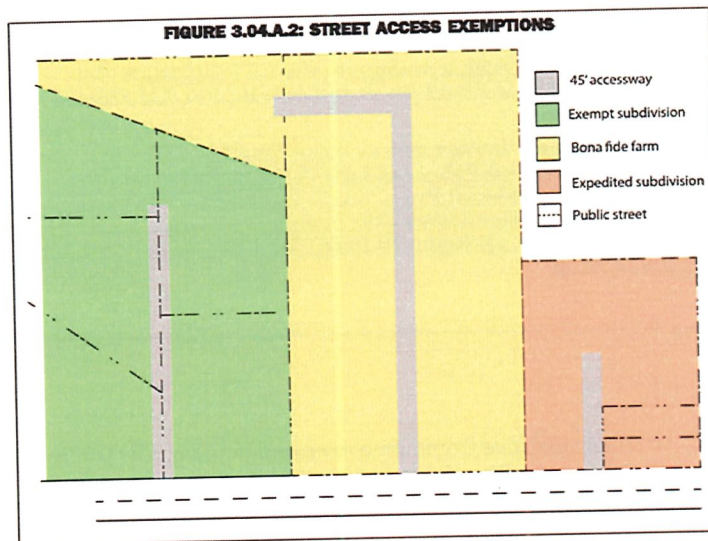 FIGURE 3.04.A.2: STREET ACCESS EXEMPTIONS
45' accessway
Exempt subdivision
Bona fide farm
Expedited subdivision
Public street